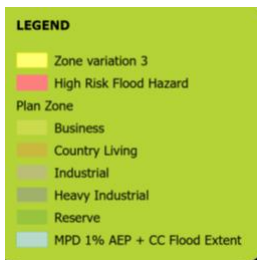 LEGEND
Zone variation 3
High Risk Flood Hazard
Plan Zone
Business
Country Living
Industrial
Heavy Industrial
Reserve
MPD 1% AEP + CC Flood Extent